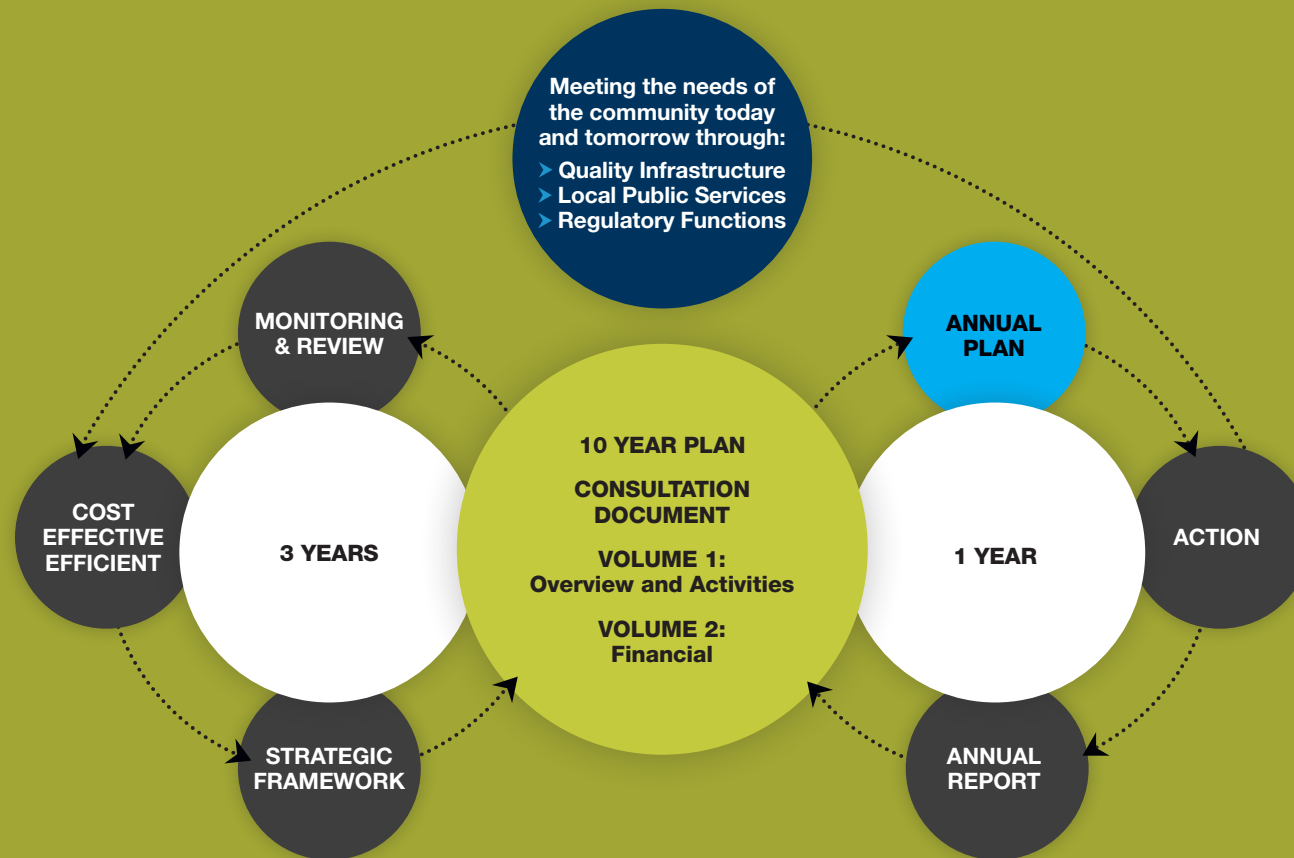 Meeting the needs of
the community today
and tomorrow through:
➤ Quality Infrastructure
➤ Local Public Services
➤ Regulatory Functions
MONITORING
& REVIEW
ANNUAL
PLAN
10 YEAR PLAN
CONSULTATION
DOCUMENT
VOLUME 1:
Overview and Activities
VOLUME 2:
Financial
COST
EFFECTIVE
EFFICIENT
3 YEARS
1 YEAR
ACTION
STRATEGIC
FRAMEWORK
ANNUAL
REPORT